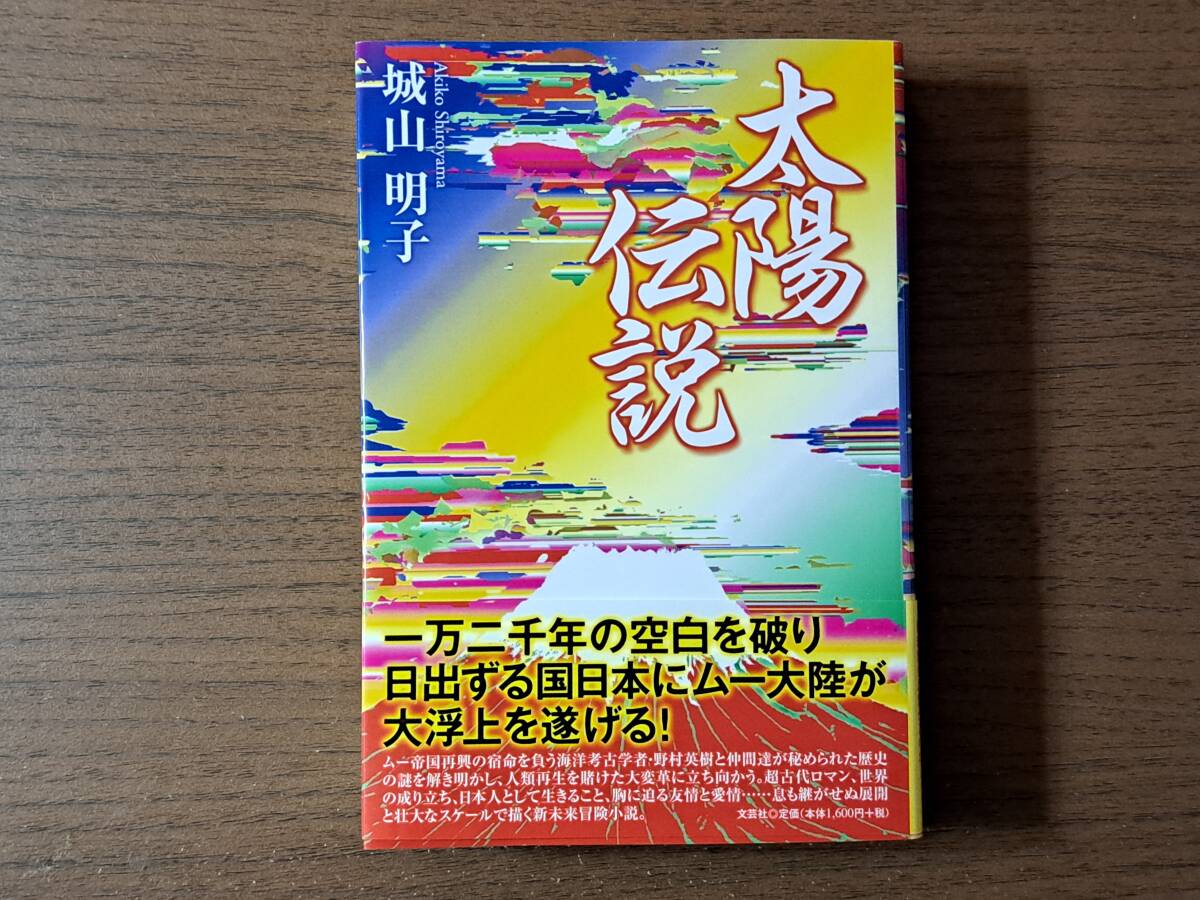 太陽
伝説
城山 明子
Akiko Shiroyama
一万二千年の空白を破り
日出ずる国日本にムー大陸が
大浮上を遂げる!
ムー帝国再興の宿命を負う海洋考古学者・野村英樹と仲間達が秘められた歴史
の謎を解き明かし、人類再生を賭けた大変革に立ち向かう。超古代ロマン、世界
の成り立ち、日本人として生きること、胸に迫る友情と愛情……息も継がせぬ展開
と壮大なスケールで描く新未来冒険小説。
文芸社◎定価(本体1,600円+税)